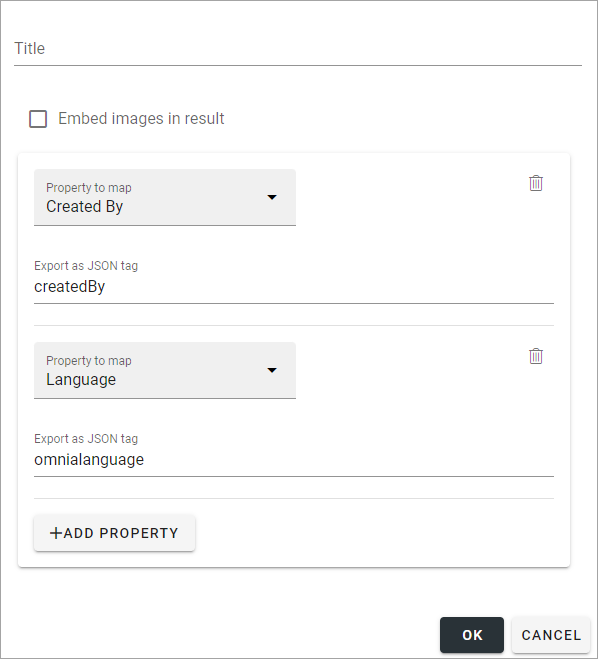 Title
Embed images in result
Property to map
Created By
Export as JSON tag
createdBy
Property to map
Language
Export as JSON tag
omnialanguage
+ADD PROPERTY
OK CANCEL